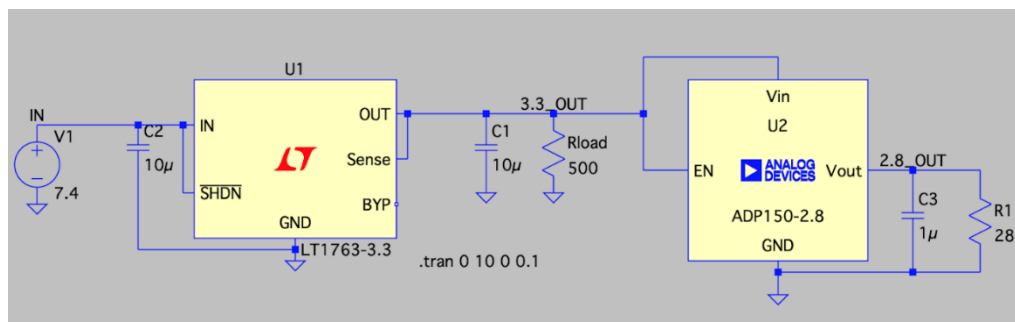 IN
V1
7.4
C2
10µ
U1
IN
SHDN
OUT
Sense
BYP
GND
LT1763-3.3
.tran 0 10 0 0.1
C1
10µ
3.3_OUT
Rload
500
Vin
U2
EN
ANALOG
DEVICES
Vout
ADP150-2.8
GND
2.8_OUT
C3
1µ
R1
28